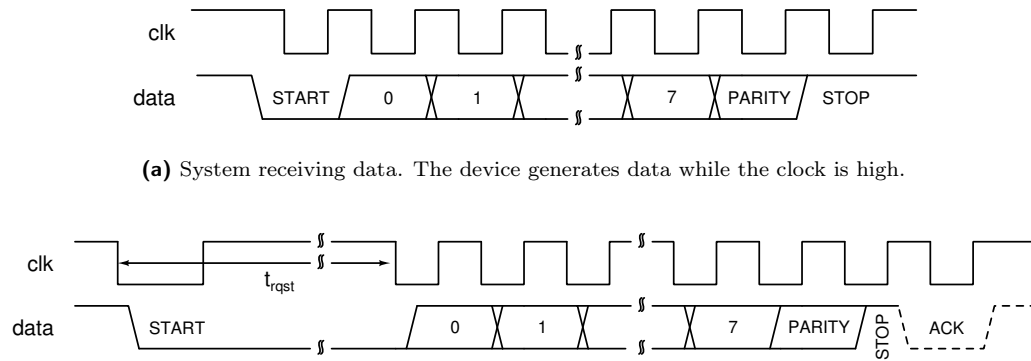 clk
data START 0 1 7 PARITY STOP
(a) System receiving data. The device generates data while the clock is high.
clk
t_rqst
data START 0 1 7 PARITY STOP ACK